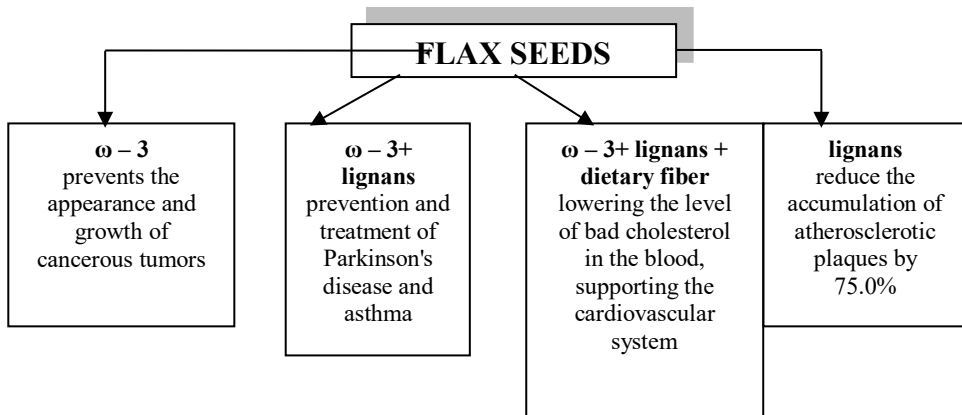 FLAX SEEDS
ω – 3
prevents the
appearance and
growth of
cancerous tumors
ω – 3+
lignans
prevention and
treatment of
Parkinson's
disease and
asthma
ω – 3+ lignans +
dietary fiber
lowering the level
of bad cholesterol
in the blood,
supporting the
cardiovascular
system
lignans
reduce the
accumulation of
atherosclerotic
plaques by
75.0%